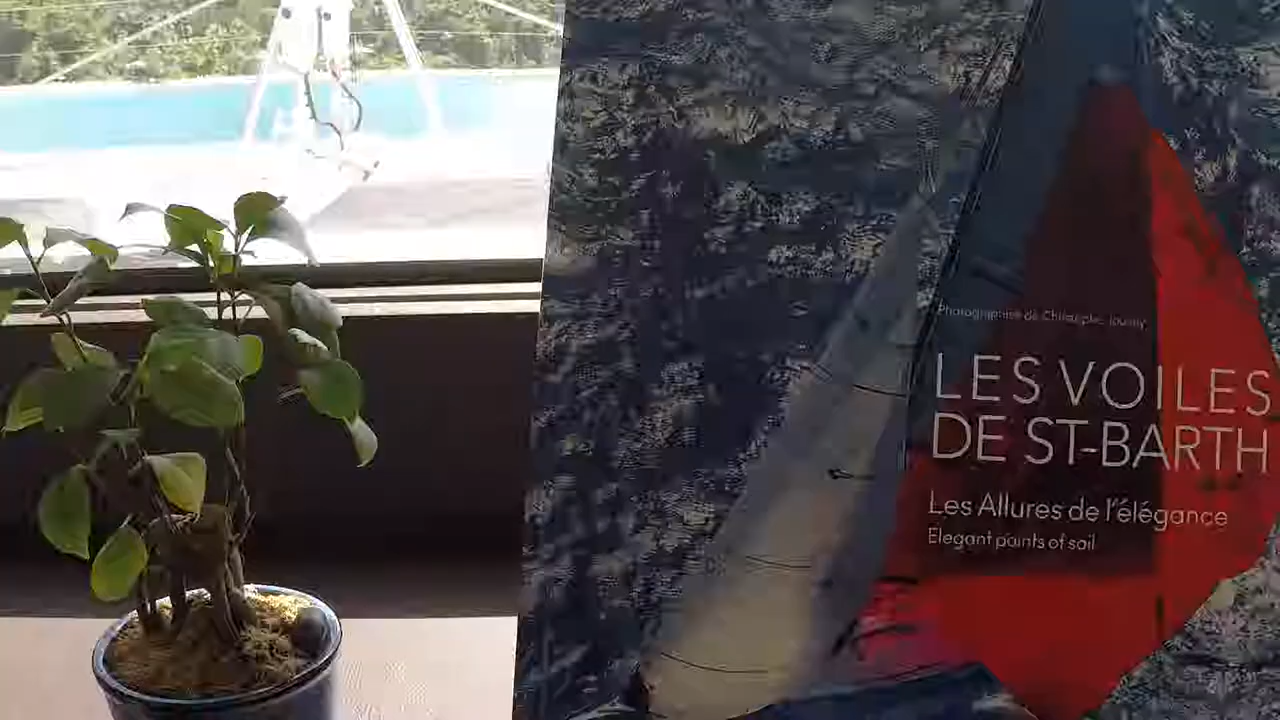 Photographies de Christophe Jouany
LES VOILES
DE ST-BARTH
Les Allures de l'élégance
Elegant points of sail